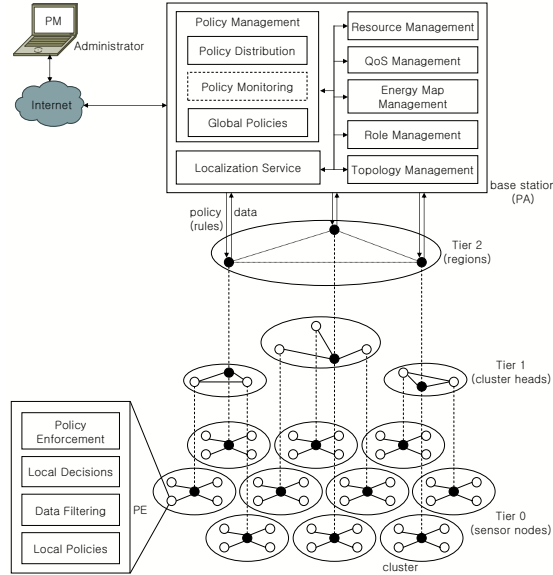 PM
Administrator
Internet
Policy Management
Policy Distribution
Policy Monitoring
Global Policies
Localization Service
Resource Management
QoS Management
Energy Map
Management
Role Management
Topology Management
base station
(PA)
policy
(rules)
data
Tier 2
(regions)
Tier 1
(cluster heads)
Policy
Enforcement
Local Decisions
Data Filtering
Local Policies
PE
Tier 0
(sensor nodes)
cluster